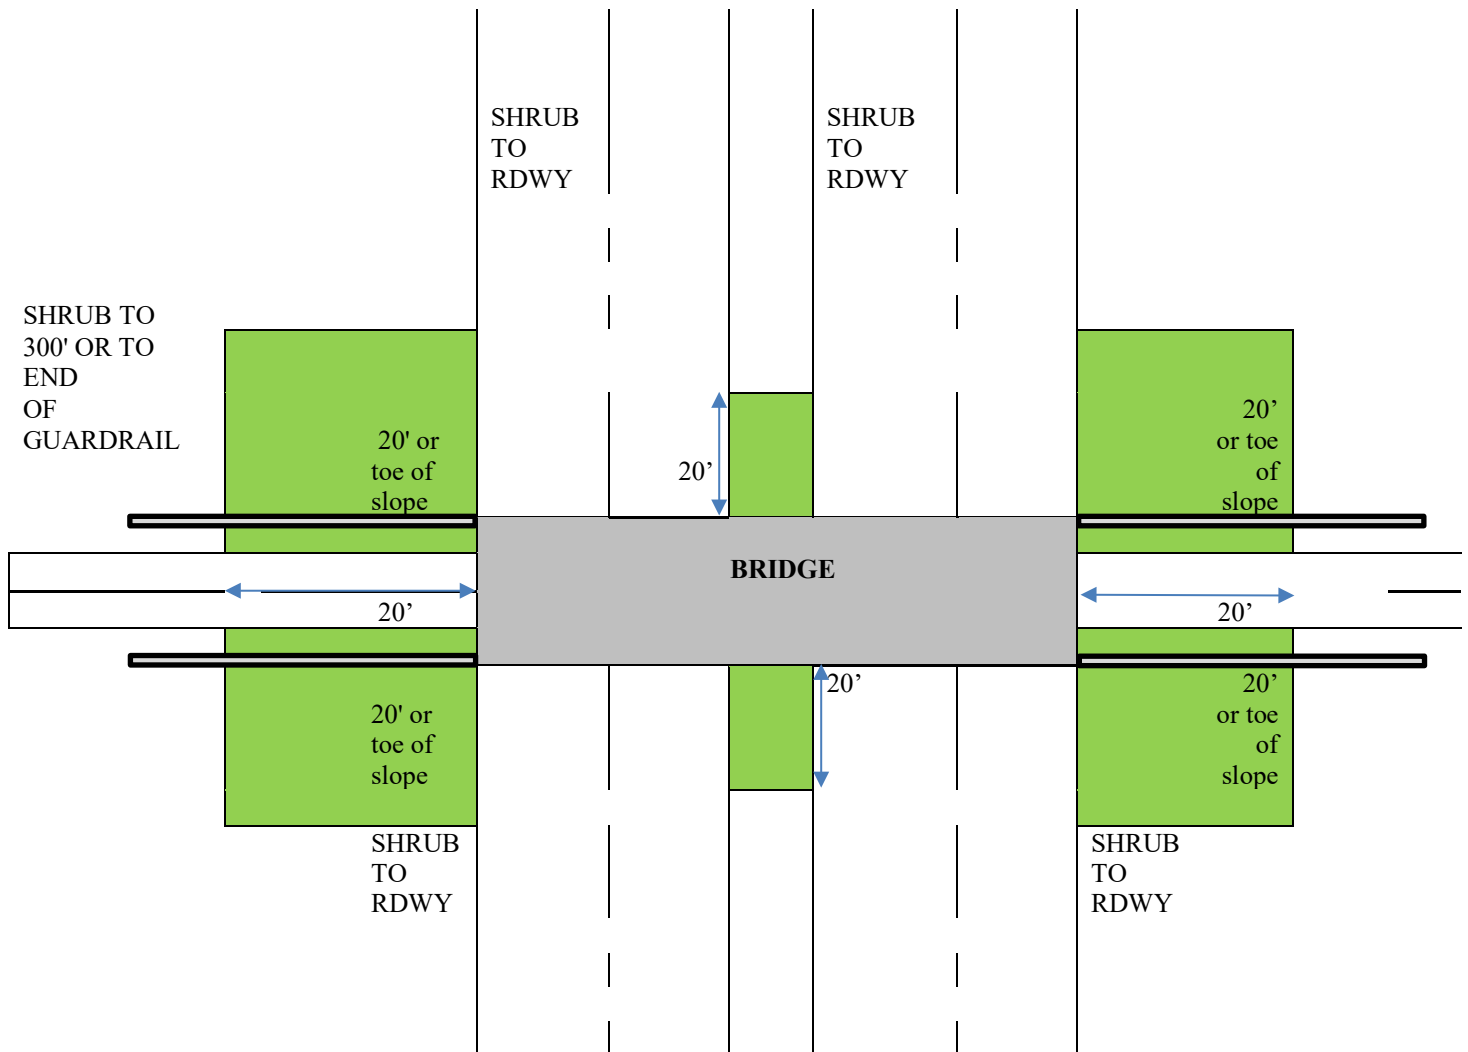 SHRUB
TO
RDWY
SHRUB
TO
RDWY
SHRUB TO
300' OR TO
END
OF
GUARDRAIL
20' or
toe of
slope
20’
20’
or toe
of
slope
BRIDGE
20’
20’
20' or
toe of
slope
20’
20’
or toe
of
slope
SHRUB
TO
RDWY
SHRUB
TO
RDWY